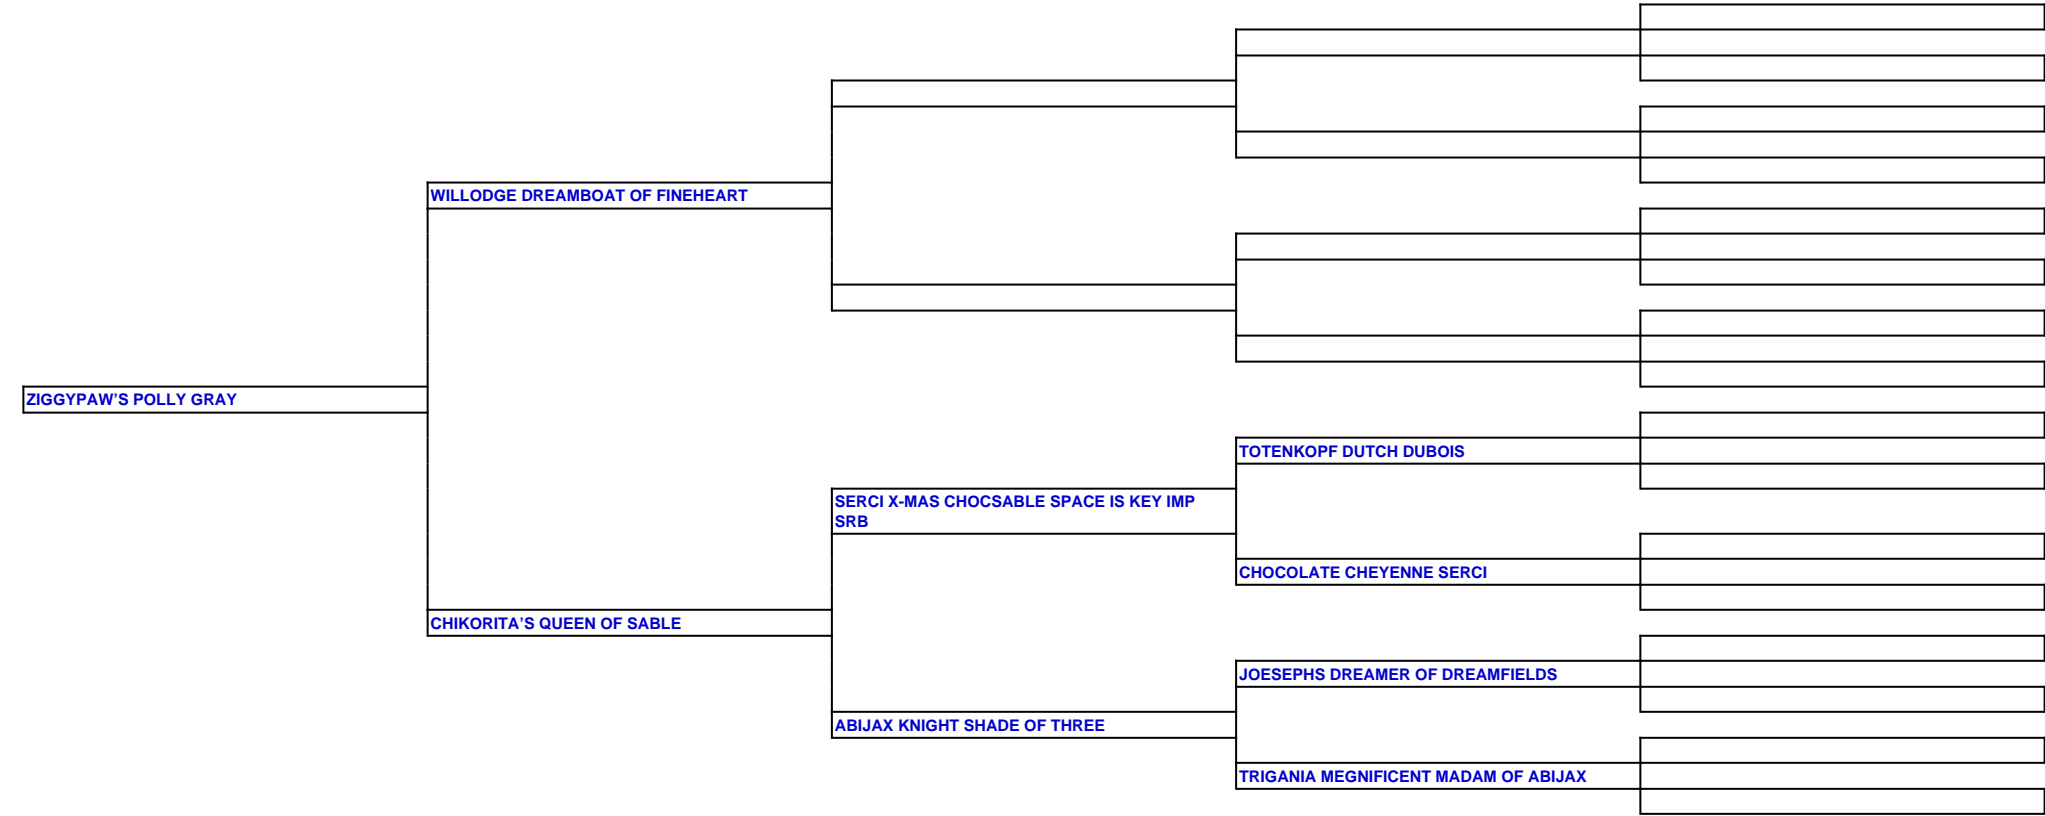 WILLODGE DREAMBOAT OF FINEHEART
ZIGGYPAW’S POLLY GRAY
TOTENKOPF DUTCH DUBOIS
SERCI X-MAS CHOCSABLE SPACE IS KEY IMP
SRB
CHOCOLATE CHEYENNE SERCI
CHIKORITA’S QUEEN OF SABLE
JOESEPHS DREAMER OF DREAMFIELDS
ABIJAX KNIGHT SHADE OF THREE
TRIGANIA MEGNIFICENT MADAM OF ABIJAX